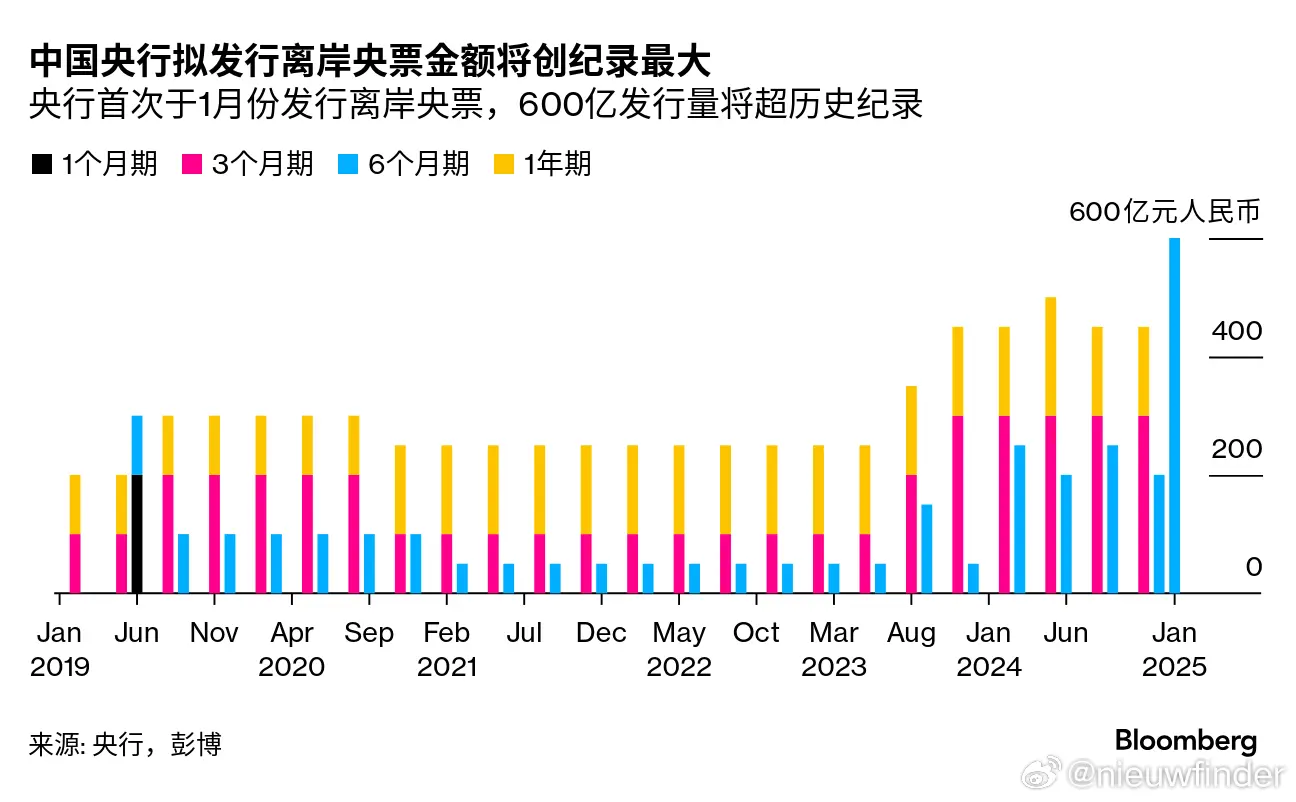 中国央行拟发行离岸央票金额将创纪录最大
央行首次于1月份发行离岸央票，600亿发行量将超历史纪录
1个月期 3个月期 6个月期 1年期
600亿元人民币
400
200
0
Jan Jun Nov Apr Sep Feb Jul Dec May Oct Mar Aug Jan Jun Jan
2019 2020 2021 2022 2023 2024 2025
来源: 央行，彭博
Bloomberg
@nieuwfinder